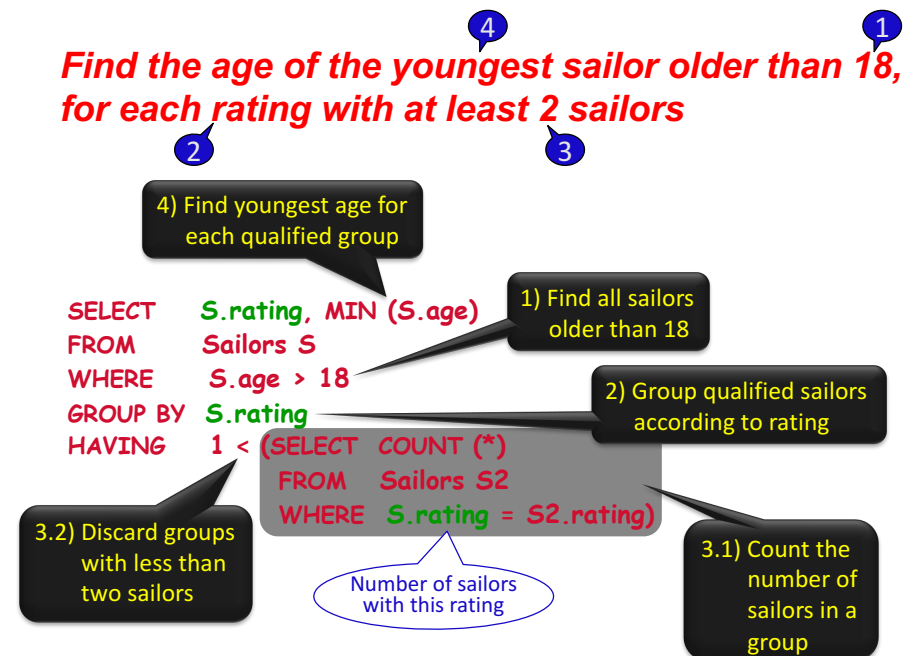 4
1
Find the age of the youngest sailor older than 18,
for each rating with at least 2 sailors
2
3
4) Find youngest age for
each qualified group
SELECT S.rating, MIN (S.age)
FROM Sailors S
WHERE S.age > 18
GROUP BY S.rating
HAVING 1 < (SELECT COUNT (*)
FROM Sailors S2
WHERE S.rating = S2.rating)
1) Find all sailors
older than 18
2) Group qualified sailors
according to rating
3.2) Discard groups
with less than
two sailors
Number of sailors
with this rating
3.1) Count the
number of
sailors in a
group